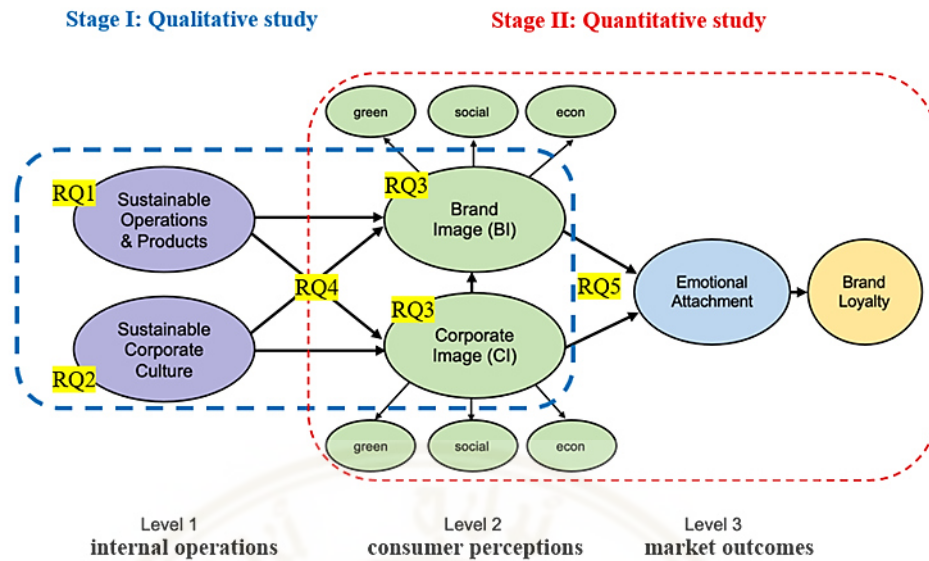 Stage I: Qualitative study
Stage II: Quantitative study
green
social
econ
RQ1
Sustainable
Operations
& Products
RQ3
Brand
Image (BI)
RQ4
RQ5
Emotional
Attachment
Brand
Loyalty
RQ2
Sustainable
Corporate
Culture
RQ3
Corporate
Image (CI)
green
social
econ
Level 1
internal operations
Level 2
consumer perceptions
Level 3
market outcomes